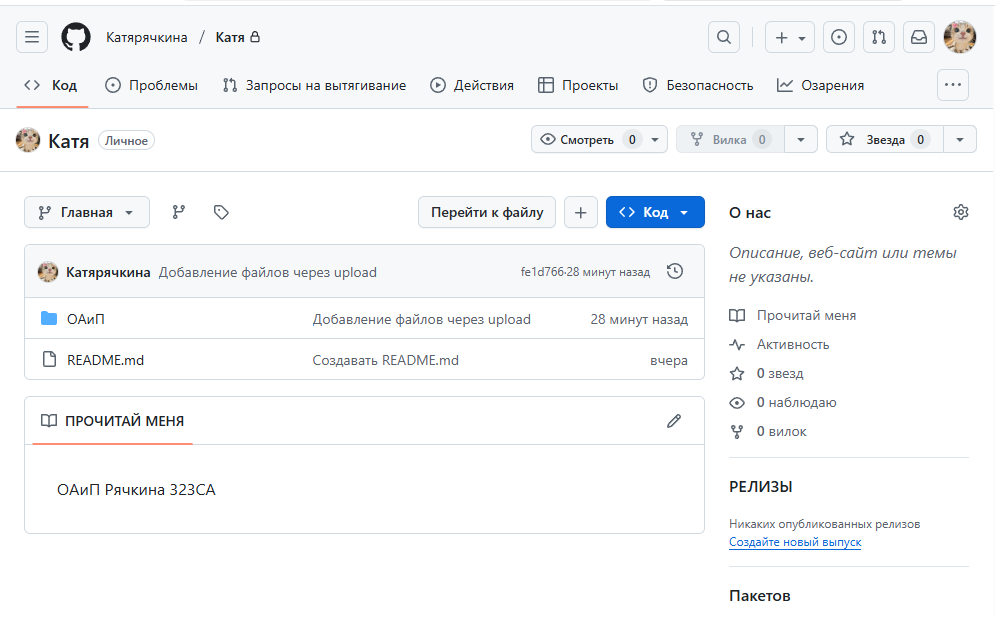 Катярячкина / Катя
Код Проблемы Запросы на вытягивание Действия Проекты Безопасность Озарения
Катя Личное Смотреть 0 Вилка 0 Звезда 0
Главная Перейти к файлу Код
О нас
Описание, веб-сайт или темы
не указаны.
Катярячкина Добавление файлов через upload fe1d766·28 минут назад
ОАиП Добавление файлов через upload 28 минут назад
README.md Создавать README.md вчера
Прочитай меня
Активность
0 звезд
0 наблюдаю
0 вилок
ПРОЧИТАЙ МЕНЯ
ОАиП Рячкина 323СА
РЕЛИЗЫ
Никаких опубликованных релизов
Создайте новый выпуск
Пакетов